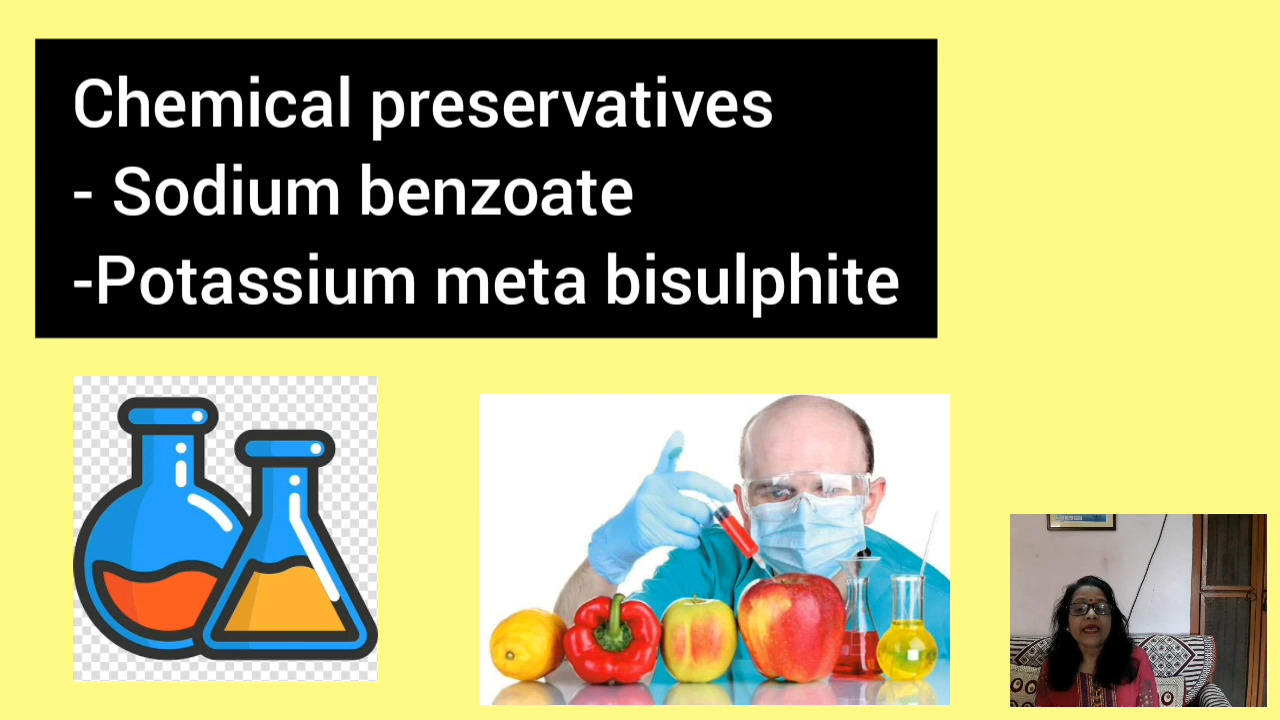 Chemical preservatives
- Sodium benzoate
-Potassium meta bisulphite